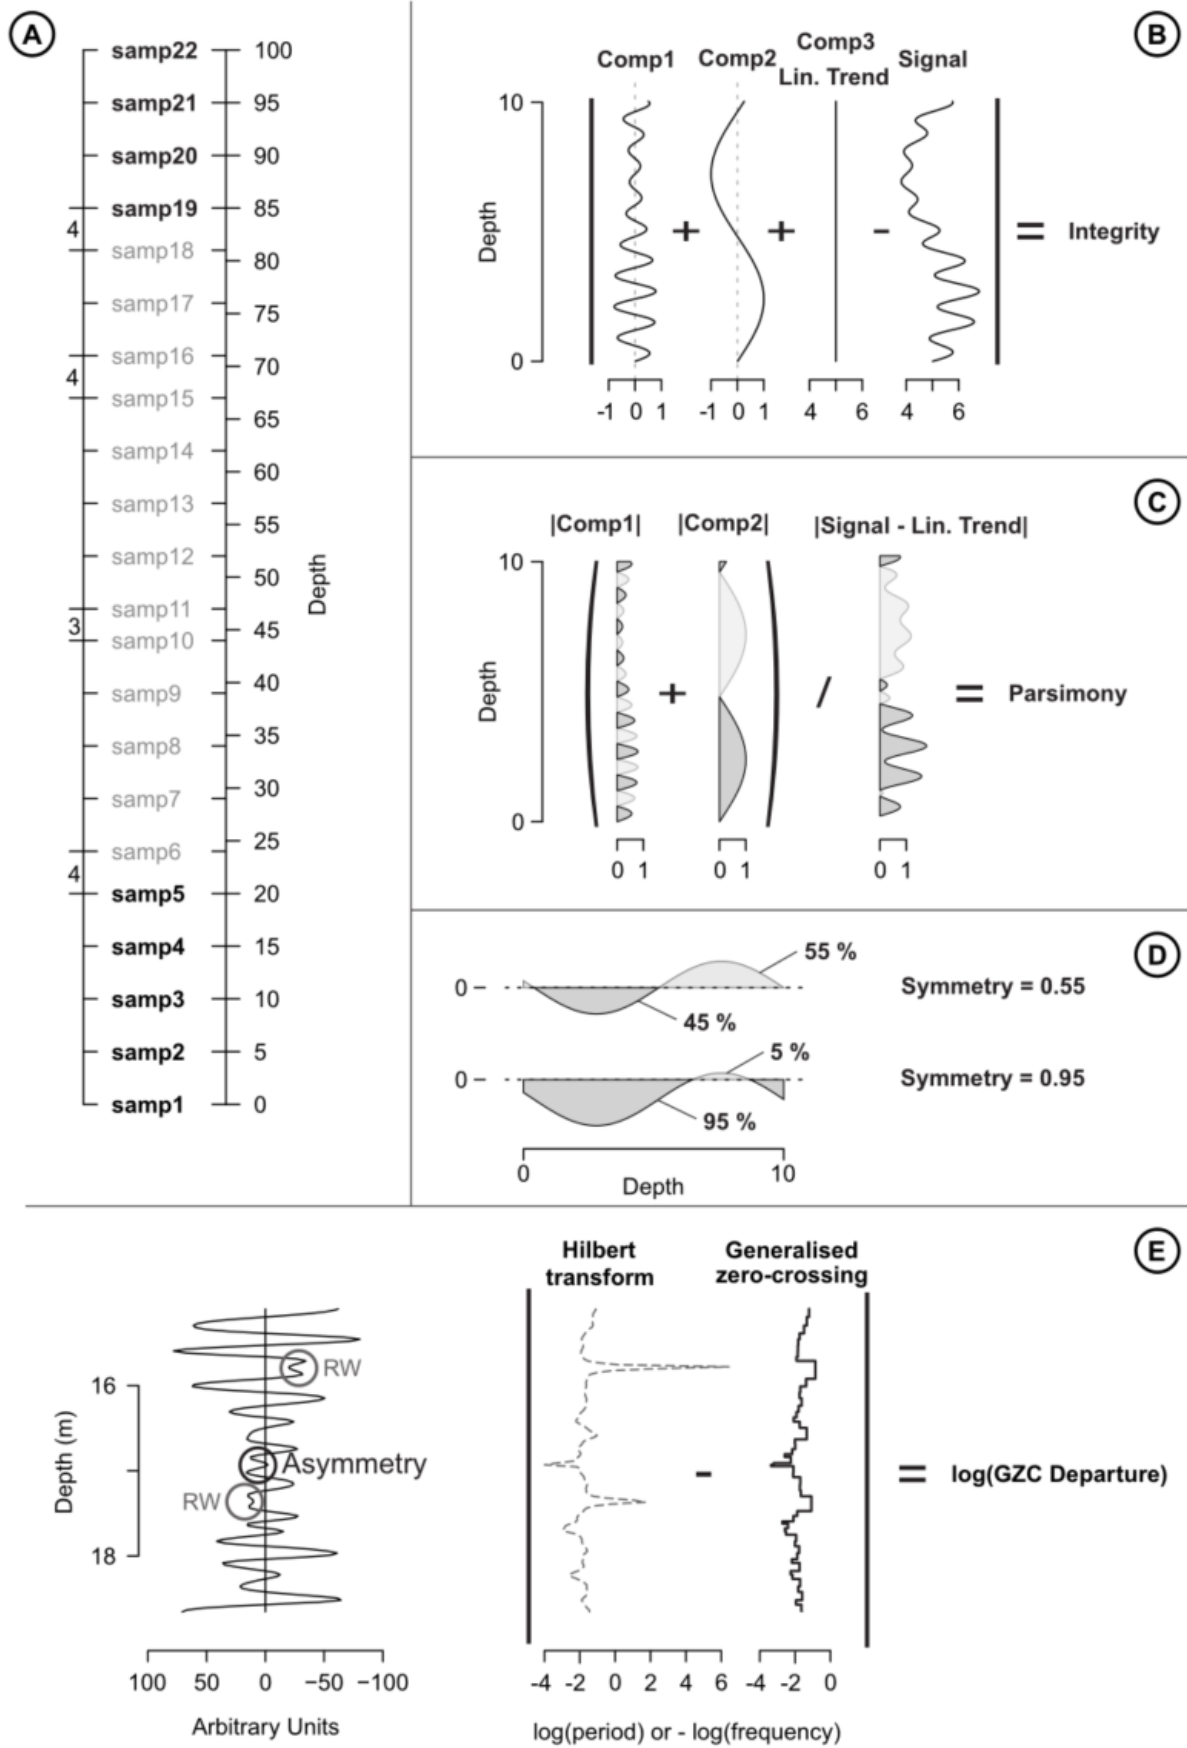 A
samp22 100
samp21 95
samp20 90
samp19 85
4
samp18
80
samp17
75
samp16
70
4
samp15
65
samp14
60
samp13
55
samp12
50
samp11
3
45
samp10
40
samp9
35
samp8
30
samp7
25
samp6
4
samp5 20
samp4 15
samp3 10
samp2 5
samp1 0
Depth
B
Comp1 Comp2 Comp3 Signal
Lin. Trend
10
Depth
+ + - = Integrity
0
-1 0 1 -1 0 1 4 6 4 6
C
|Comp1| |Comp2| |Signal - Lin. Trend|
10
Depth
+ / = Parsimony
0
0 1 0 1 0 1
D
55 %
0 Symmetry = 0.55
45 %
5 %
0 Symmetry = 0.95
95 %
0 10
Depth
E
Hilbert
transform
Generalised
zero-crossing
RW
16
Depth (m)
Asymmetry
- = log(GZC Departure)
RW
18
100 50 0 −50 −100
Arbitrary Units
-4 -2 0 2 4 6 -4 -2 0
log(period) or - log(frequency)